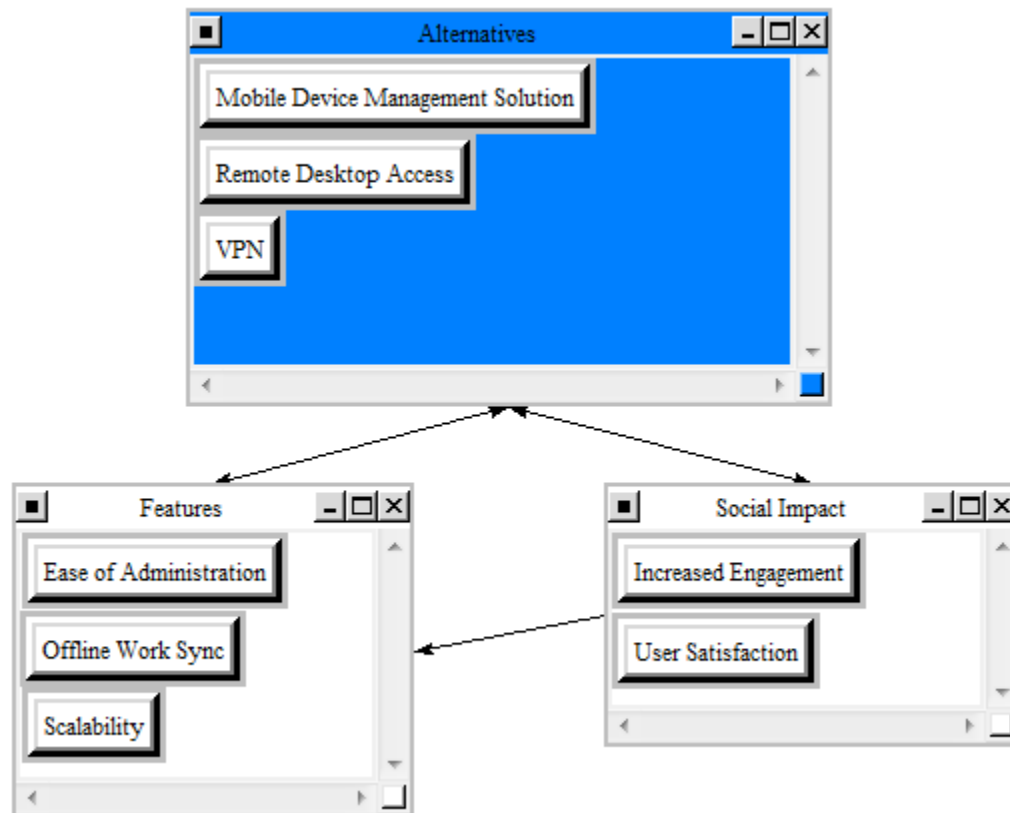 Alternatives
Mobile Device Management Solution
Remote Desktop Access
VPN
Features
Ease of Administration
Offline Work Sync
Scalability
Social Impact
Increased Engagement
User Satisfaction